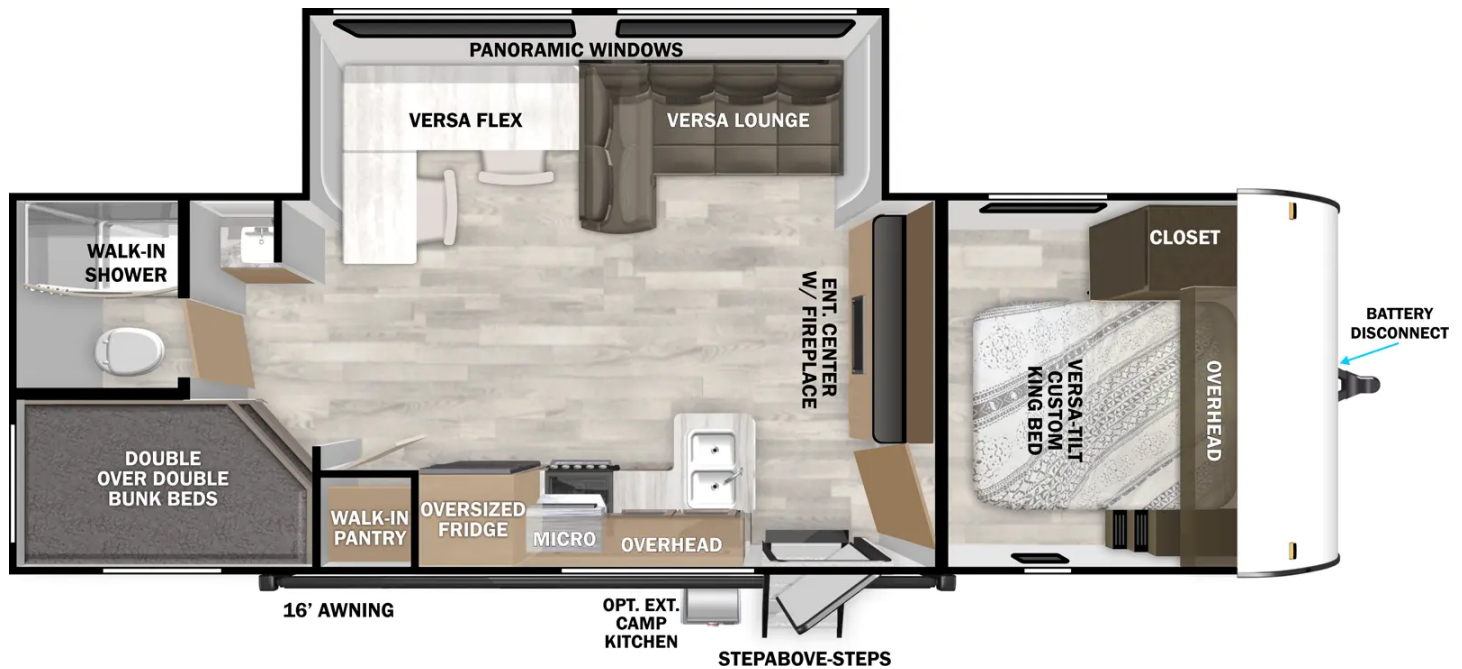 PANORAMIC WINDOWS
VERSA FLEX
VERSA LOUNGE
WALK-IN
SHOWER
CLOSET
ENT. CENTER
W/ FIREPLACE
BATTERY
DISCONNECT
VERSA-TILT
CUSTOM
KING BED
OVERHEAD
DOUBLE
OVER DOUBLE
BUNK BEDS
WALK-IN
PANTRY
OVERSIZED
FRIDGE
MICRO
OVERHEAD
16' AWNING
OPT. EXT.
CAMP
KITCHEN
STEPABOVE-STEPS